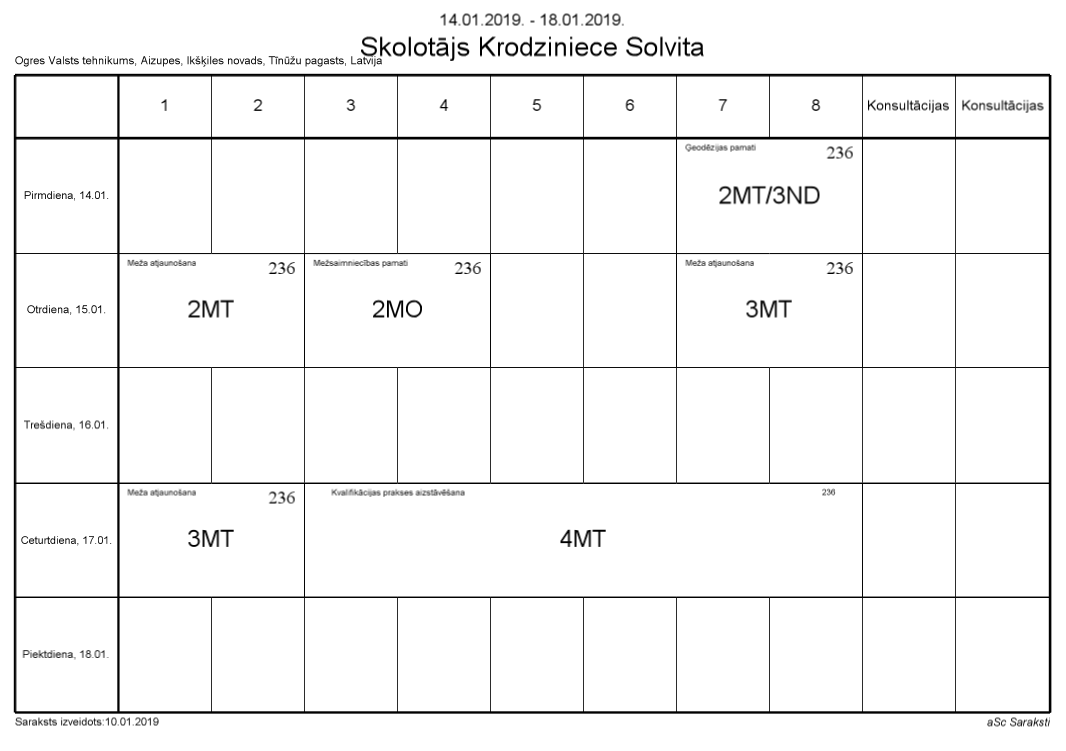 14.01.2019. - 18.01.2019.
Skolotājs Krodziniece Solvita
Ogres Valsts tehnikums, Aizupes, Ikšķiles novads, Tīnūžu pagasts, Latvija
1 2 3 4 5 6 7 8 Konsultācijas Konsultācijas
Pirmdiena, 14.01.
Ģeodēzijas pamati 236
2MT/3ND
Otrdiena, 15.01.
Meža atjaunošana 236
2MT
Mežsaimniecības pamati 236
2MO
Meža atjaunošana 236
3MT
Trešdiena, 16.01.
Ceturtdiena, 17.01.
Meža atjaunošana 236
3MT
Kvalifikācijas prakses aizstāvēšana 236
4MT
Piektdiena, 18.01.
Saraksts izveidots:10.01.2019
aSc Saraksti